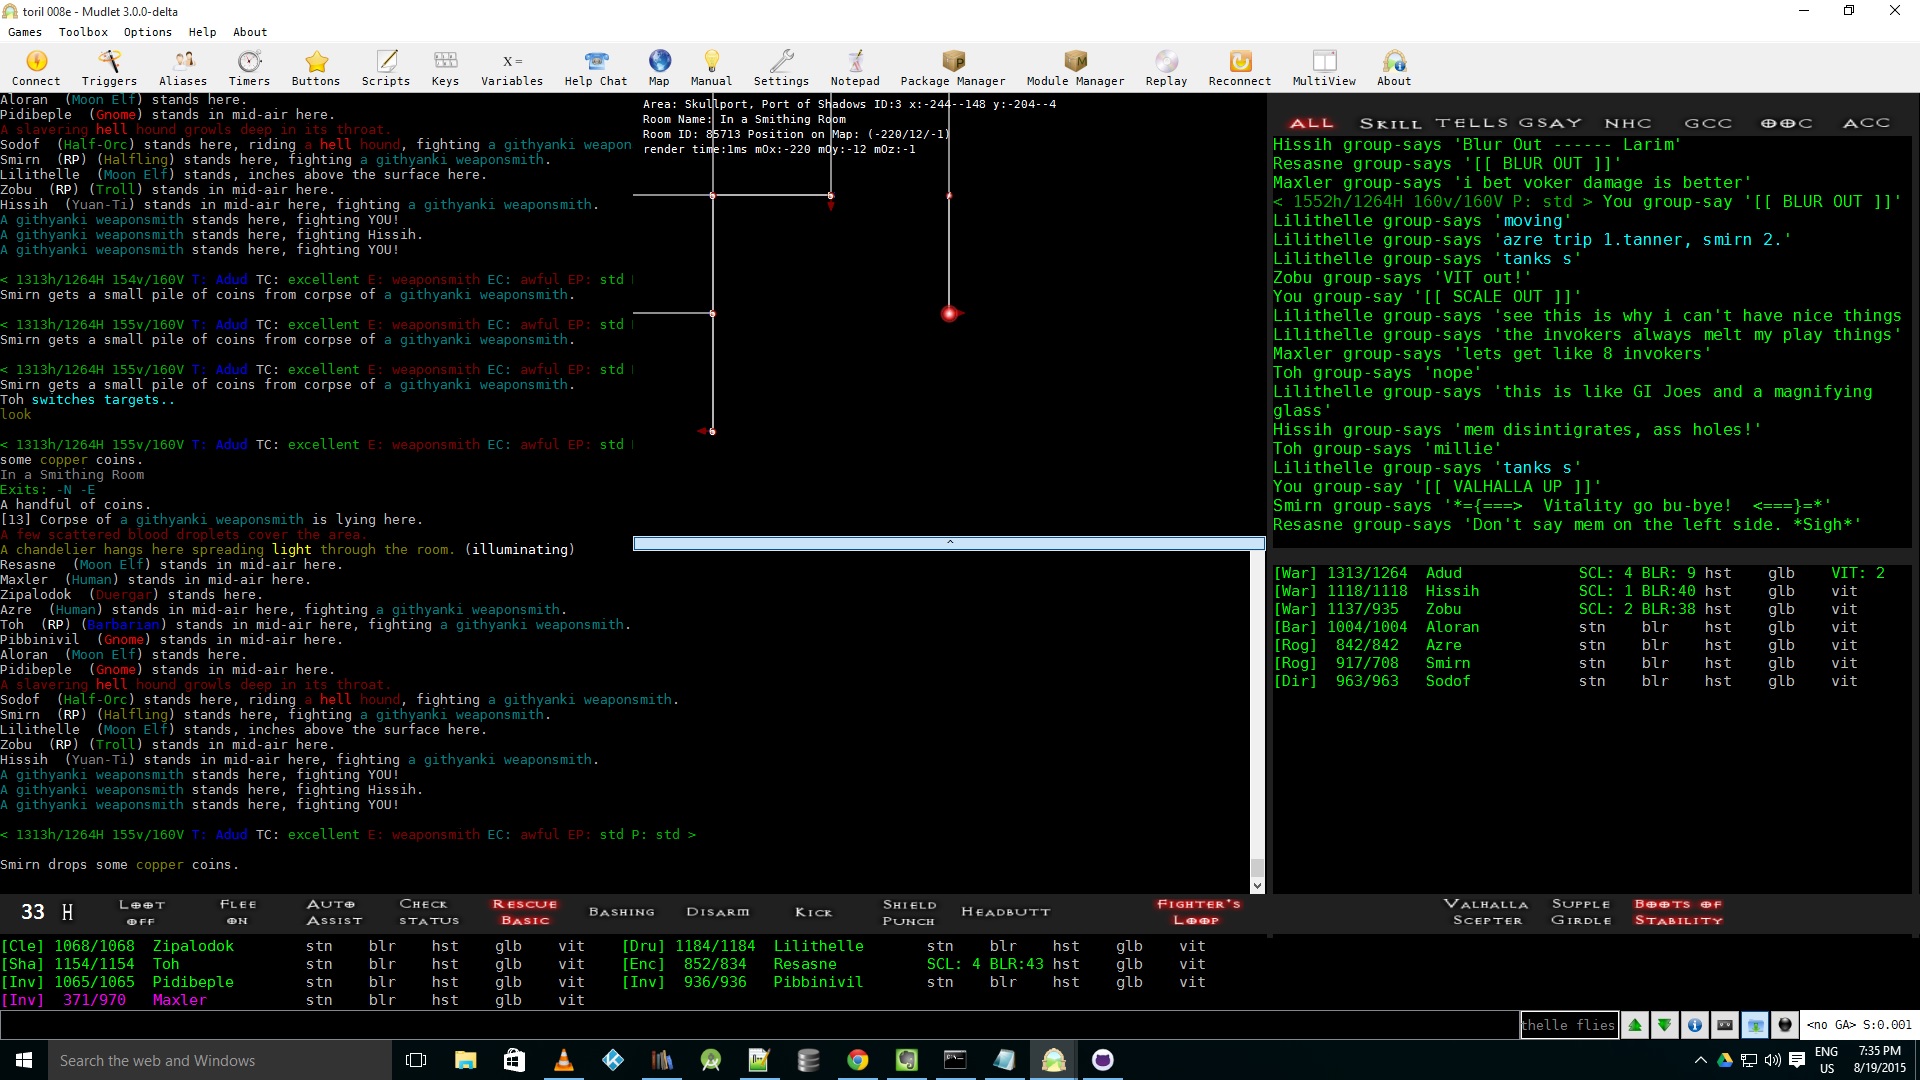 toril 008e - Mudlet 3.0.0-delta
Games Toolbox Options Help About
Connect Triggers Aliases Timers Buttons Scripts Keys Variables Help Chat Map Manual Settings Notepad Package Manager Module Manager Replay Reconnect MultiView About
Aloran (Moon Elf) stands here.
Pidibeple (Gnome) stands in mid-air here.
A slavering hell hound growls deep in its throat.
Sodof (Half-Orc) stands here, riding a hell hound, fighting a githyanki weapon
Smirn (RP) (Halfling) stands here, fighting a githyanki weaponsmith.
Lilithelle (Moon Elf) stands, inches above the surface here.
Zobu (RP) (Troll) stands in mid-air here.
Hissih (Yuan-Ti) stands in mid-air here, fighting a githyanki weaponsmith.
A githyanki weaponsmith stands here, fighting YOU!
A githyanki weaponsmith stands here, fighting Hissih.
A githyanki weaponsmith stands here, fighting YOU!
< 1313h/1264H 154v/160V T: Adud TC: excellent E: weaponsmith EC: awful EP: std
Smirn gets a small pile of coins from corpse of a githyanki weaponsmith.
< 1313h/1264H 155v/160V T: Adud TC: excellent E: weaponsmith EC: awful EP: std
Smirn gets a small pile of coins from corpse of a githyanki weaponsmith.
< 1313h/1264H 155v/160V T: Adud TC: excellent E: weaponsmith EC: awful EP: std
Smirn gets a small pile of coins from corpse of a githyanki weaponsmith.
Toh switches targets..
look
< 1313h/1264H 155v/160V T: Adud TC: excellent E: weaponsmith EC: awful EP: std
some copper coins.
In a Smithing Room
Exits: -N -E
A handful of coins.
[13] Corpse of a githyanki weaponsmith is lying here.
A few scattered blood droplets cover the area.
A chandelier hangs here spreading light through the room. (illuminating)
Resasne (Moon Elf) stands in mid-air here.
Maxler (Human) stands in mid-air here.
Zipalodok (Duergar) stands here.
Azre (Human) stands in mid-air here, fighting a githyanki weaponsmith.
Toh (RP) (Barbarian) stands in mid-air here, fighting a githyanki weaponsmith.
Pibbinivil (Gnome) stands in mid-air here.
Aloran (Moon Elf) stands here.
Pidibeple (Gnome) stands in mid-air here.
A slavering hell hound growls deep in its throat.
Sodof (Half-Orc) stands here, riding a hell hound, fighting a githyanki weaponsmith.
Smirn (RP) (Halfling) stands here, fighting a githyanki weaponsmith.
Lilithelle (Moon Elf) stands, inches above the surface here.
Zobu (RP) (Troll) stands in mid-air here.
Hissih (Yuan-Ti) stands in mid-air here, fighting a githyanki weaponsmith.
A githyanki weaponsmith stands here, fighting YOU!
A githyanki weaponsmith stands here, fighting Hissih.
A githyanki weaponsmith stands here, fighting YOU!
< 1313h/1264H 155v/160V T: Adud TC: excellent E: weaponsmith EC: awful EP: std P: std >
Smirn drops some copper coins.
Area: Skullport, Port of Shadows ID:3 x:-244--148 y:-204--4
Room Name: In a Smithing Room
Room ID: 85713 Position on Map: (-220/12/-1)
render time:1ms mOx:-220 mOy:-12 mOz:-1
^
ALL SKILL TELLS GSAY NHC GCC OOC ACC
Hissih group-says 'Blur Out ------ Larim'
Resasne group-says '[[ BLUR OUT ]]'
Maxler group-says 'i bet voker damage is better'
< 1552h/1264H 160v/160V P: std > You group-say '[[ BLUR OUT ]]'
Lilithelle group-says 'moving'
Lilithelle group-says 'azre trip 1.tanner, smirn 2.'
Lilithelle group-says 'tanks s'
Zobu group-says 'VIT out!'
You group-say '[[ SCALE OUT ]]'
Lilithelle group-says 'see this is why i can't have nice things
Lilithelle group-says 'the invokers always melt my play things'
Maxler group-says 'lets get like 8 invokers'
Toh group-says 'nope'
Lilithelle group-says 'this is like GI Joes and a magnifying
glass'
Hissih group-says 'mem disintigrates, ass holes!'
Toh group-says 'millie'
Lilithelle group-says 'tanks s'
You group-say '[[ VALHALLA UP ]]'
Smirn group-says '*={===> Vitality go bu-bye! <===}=*'
Resasne group-says 'Don't say mem on the left side. *Sigh*'
[War] 1313/1264 Adud SCL: 4 BLR: 9 hst glb VIT: 2
[War] 1118/1118 Hissih SCL: 1 BLR:40 hst glb vit
[War] 1137/935 Zobu SCL: 2 BLR:38 hst glb vit
[Bar] 1004/1004 Aloran stn blr hst glb vit
[Rog] 842/842 Azre stn blr hst glb vit
[Rog] 917/708 Smirn stn blr hst glb vit
[Dir] 963/963 Sodof stn blr hst glb vit
33 H LOOT OFF FLEE ON AUTO ASSIST CHECK STATUS RESCUE BASIC BASHING DISARM KICK SHIELD PUNCH HEADBUTT FIGHTER'S LOOP VALHALLA SCEPTER SUPPLE GIRDLE BOOTS OF STABILITY
[Cle] 1068/1068 Zipalodok stn blr hst glb vit [Dru] 1184/1184 Lilithelle stn blr hst glb vit
[Sha] 1154/1154 Toh stn blr hst glb vit [Enc] 852/834 Resasne SCL: 4 BLR:43 hst glb vit
[Inv] 1065/1065 Pidibeple stn blr hst glb vit [Inv] 936/936 Pibbinivil stn blr hst glb vit
[Inv] 371/970 Maxler stn blr hst glb vit
thelle flies <no GA> S:0.001
Search the web and Windows
ENG US
7:35 PM
8/19/2015